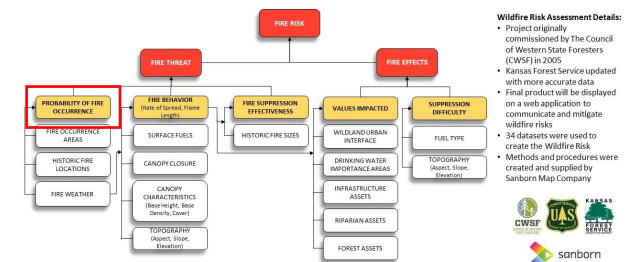 FIRE RISK
FIRE THREAT
FIRE EFFECTS
PROBABILITY OF FIRE
OCCURRENCE
FIRE OCCURRENCE
AREAS
HISTORIC FIRE
LOCATIONS
FIRE WEATHER
FIRE BEHAVIOR
(Rate of Spread, Flame
Length)
SURFACE FUELS
CANOPY CLOSURE
CANOPY
CHARACTERISTICS
(Base Height, Base
Density, Cover)
TOPOGRAPHY
(Aspect, Slope,
Elevation)
FIRE SUPPRESSION
EFFECTIVENESS
HISTORIC FIRE SIZES
VALUES IMPACTED
WILDLAND URBAN
INTERFACE
DRINKING WATER
IMPORTANCE AREAS
INFRASTRUCTURE
ASSETS
RIPARIAN ASSETS
FOREST ASSETS
SUPPRESSION
DIFFICULTY
FUEL TYPE
TOPOGRAPHY
(Aspect, Slope,
Elevation)
Wildfire Risk Assessment Details:
• Project originally
commissioned by The Council
of Western State Foresters
(CWSF) in 2005
• Kansas Forest Service updated
with more accurate data
• Final product will be displayed
on a web application to
communicate and mitigate
wildfire risks
• 34 datasets were used to
create the Wildfire Risk
• Methods and procedures were
created and supplied by
Sanborn Map Company
CWSF
FOREST SERVICE
UAS
KANSAS
FOREST
SERVICE
sanborn